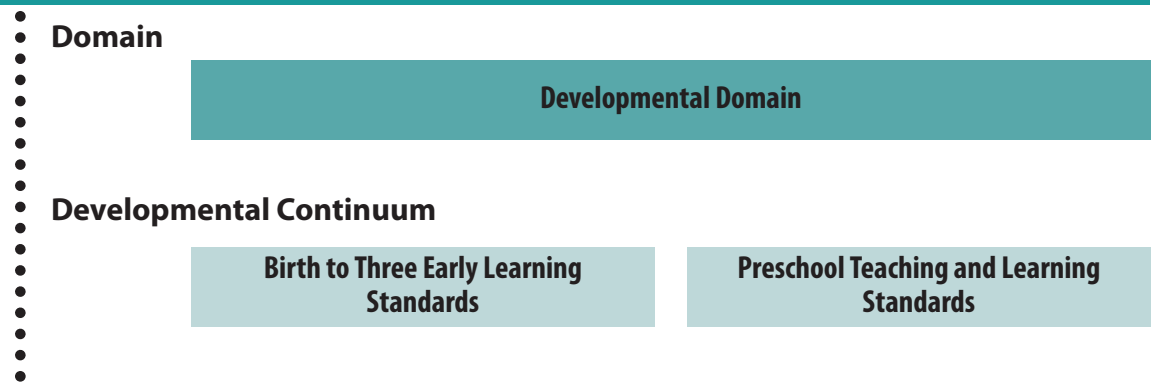 Domain
Developmental Domain
Developmental Continuum
Birth to Three Early Learning
Standards
Preschool Teaching and Learning
Standards